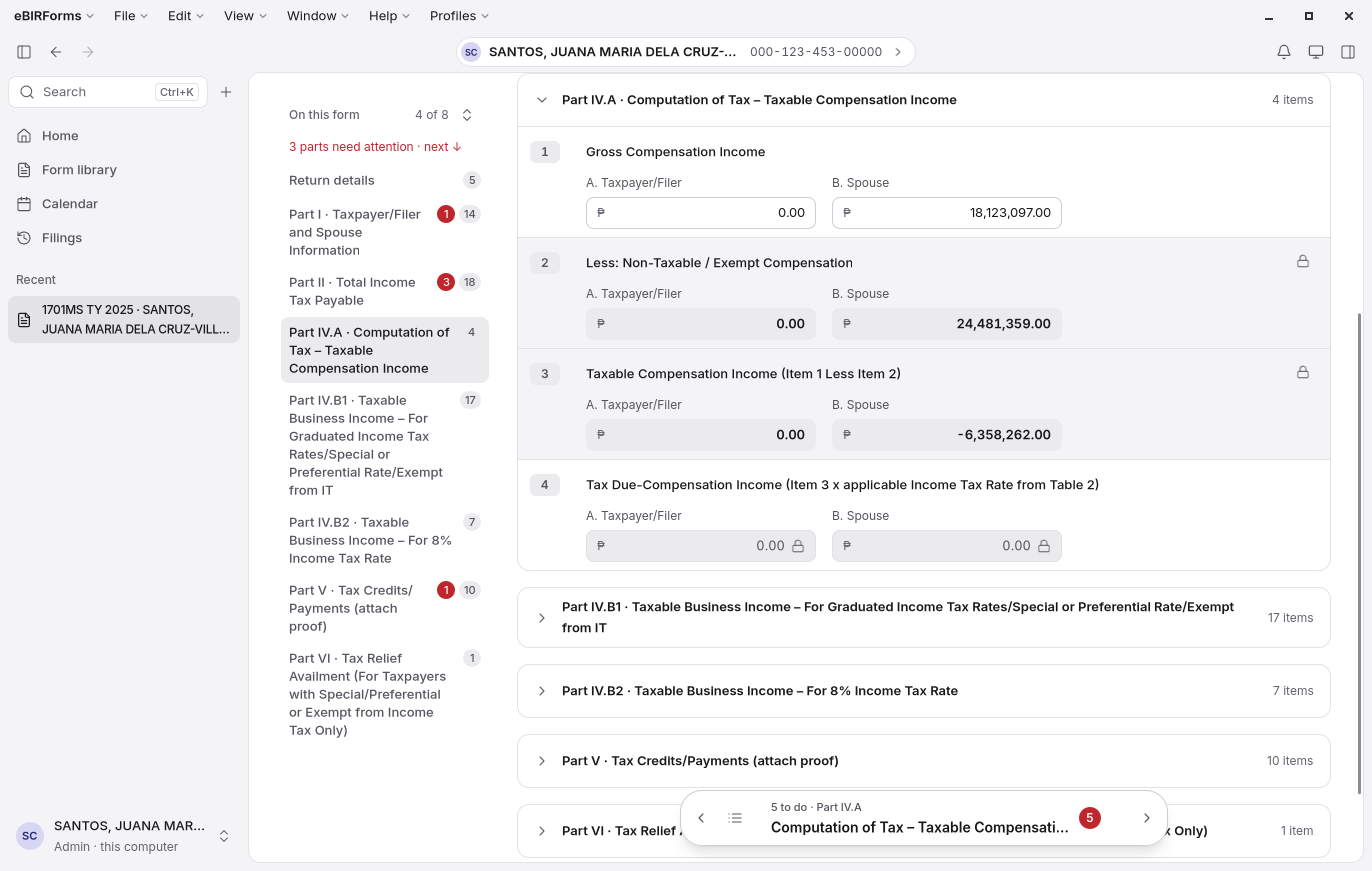 eBIRForms File Edit View Window Help Profiles
SC SANTOS, JUANA MARIA DELA CRUZ-... 000-123-453-00000
Search Ctrl+K
Home
Form library
Calendar
Filings
Recent
1701MS TY 2025 · SANTOS,
JUANA MARIA DELA CRUZ-VILL...
SC SANTOS, JUANA MAR...
Admin · this computer
On this form 4 of 8
3 parts need attention · next ↓
Return details 5
Part I · Taxpayer/Filer 1 14
and Spouse
Information
Part II · Total Income 3 18
Tax Payable
Part IV.A · Computation of 4
Tax – Taxable
Compensation Income
Part IV.B1 · Taxable 17
Business Income – For
Graduated Income Tax
Rates/Special or
Preferential Rate/Exempt
from IT
Part IV.B2 · Taxable 7
Business Income – For 8%
Income Tax Rate
Part V · Tax Credits/ 1 10
Payments (attach
proof)
Part VI · Tax Relief 1
Availment (For Taxpayers
with Special/Preferential
or Exempt from Income
Tax Only)
Part IV.A · Computation of Tax – Taxable Compensation Income 4 items
1 Gross Compensation Income
A. Taxpayer/Filer B. Spouse
₱ 0.00 ₱ 18,123,097.00
2 Less: Non-Taxable / Exempt Compensation
A. Taxpayer/Filer B. Spouse
₱ 0.00 ₱ 24,481,359.00
3 Taxable Compensation Income (Item 1 Less Item 2)
A. Taxpayer/Filer B. Spouse
₱ 0.00 ₱ -6,358,262.00
4 Tax Due-Compensation Income (Item 3 x applicable Income Tax Rate from Table 2)
A. Taxpayer/Filer B. Spouse
₱ 0.00 ₱ 0.00
Part IV.B1 · Taxable Business Income – For Graduated Income Tax Rates/Special or Preferential Rate/Exempt
from IT 17 items
Part IV.B2 · Taxable Business Income – For 8% Income Tax Rate 7 items
Part V · Tax Credits/Payments (attach proof) 10 items
Part VI · Tax Relief Only) 1 item
5 to do · Part IV.A
Computation of Tax – Taxable Compensati... 5